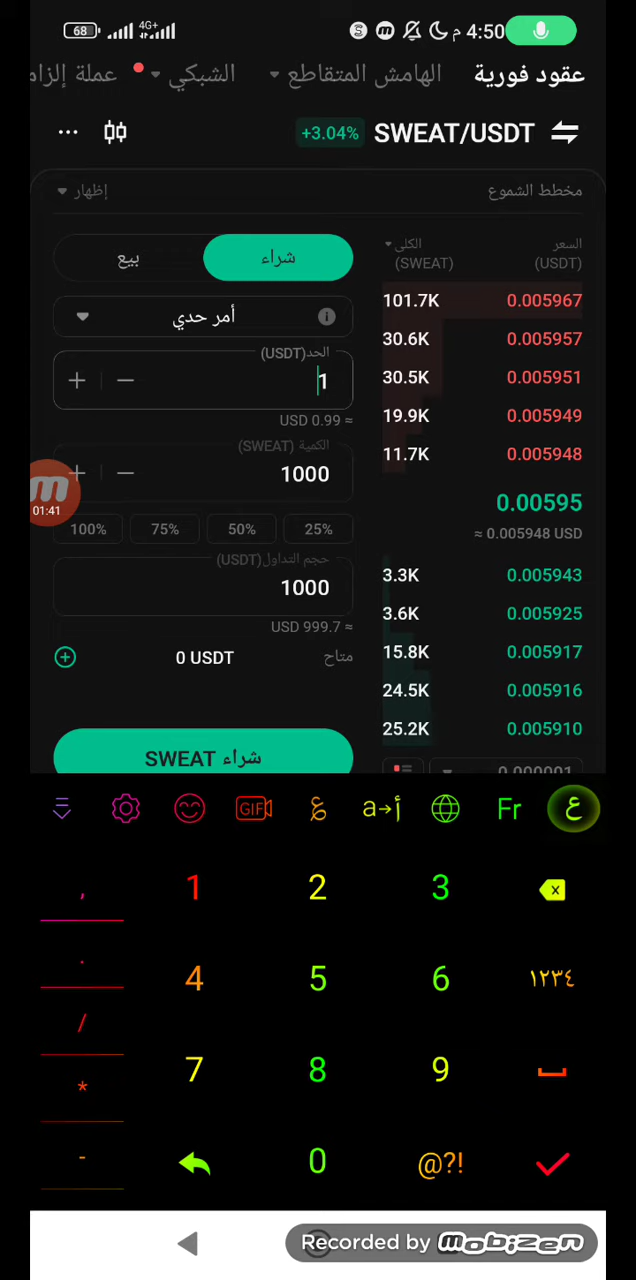 68 4G+ م 4:50
عقود فورية الهامش المتقاطع الشبكي عملة إلزام
SWEAT/USDT +3.04%
مخطط الشموع إظهار
السعر (USDT) الكلي (SWEAT)
شراء بيع
أمر حدي
الحد(USDT)
1
≈ 0.99 USD
الكمية (SWEAT)
1000
25% 50% 75% 100%
حجم التداول(USDT)
1000
≈ 999.7 USD
متاح 0 USDT
شراء SWEAT
0.005967 101.7K
0.005957 30.6K
0.005951 30.5K
0.005949 19.9K
0.005948 11.7K
0.00595
≈ 0.005948 USD
0.005943 3.3K
0.005925 3.6K
0.005917 15.8K
0.005916 24.5K
0.005910 25.2K
0.000001
m
01:41
GIF ع a→أ Fr ع
, 1 2 3
. 4 5 6 ١٢٣٤
/
* 7 8 9
- 0 @?!
Recorded by mobizen